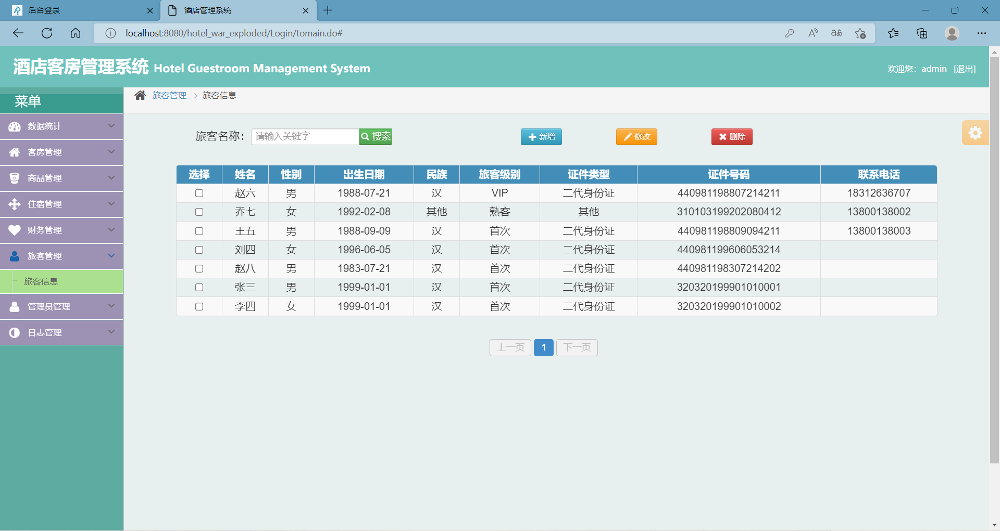 后台登录
酒店管理系统
localhost:8080/hotel_war_exploded/Login/tomain.do#
酒店客房管理系统 Hotel Guestroom Management System
欢迎您：admin [退出]
菜单
旅客管理 > 旅客信息
数据统计
客房管理
商品管理
住宿管理
财务管理
旅客管理
旅客信息
管理员管理
日志管理
旅客名称： 请输入关键字 搜索 新增 修改 删除
选择 姓名 性别 出生日期 民族 旅客级别 证件类型 证件号码 联系电话
赵六 男 1988-07-21 汉 VIP 二代身份证 440981198807214211 18312636707
乔七 女 1992-02-08 其他 熟客 其他 310103199202080412 13800138002
王五 男 1988-09-09 汉 首次 二代身份证 440981198809094211 13800138003
刘四 女 1996-06-05 汉 首次 二代身份证 440981199606053214
赵八 男 1983-07-21 汉 首次 二代身份证 440981198307214202
张三 男 1999-01-01 汉 首次 二代身份证 320320199901010001
李四 女 1999-01-01 汉 首次 二代身份证 320320199901010002
上一页 1 下一页